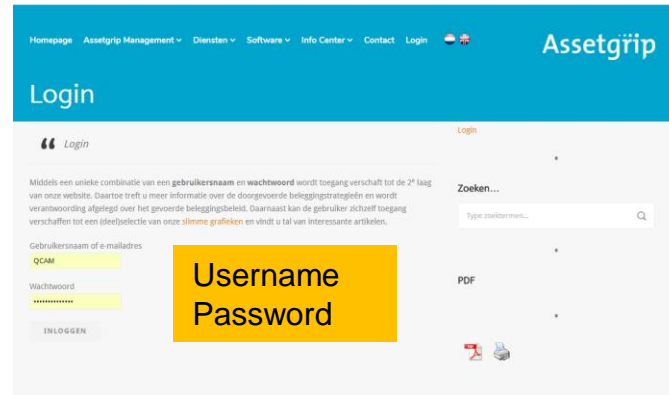 Homepage Assetgrip Management Diensten Software Info Center Contact Login
Assetgrip
Login
Login
Login
Middels een unieke combinatie van een gebruikersnaam en wachtwoord wordt toegang verschaft tot de 2e laag
van onze website. Daartoe treft u meer informatie over de doorgevoerde beleggingstrategieën en wordt
verantwoording afgelegd over het gevoerde beleggingsbeleid. Daarnaast kan de gebruiker zichzelf toegang
verschaffen tot een (deel)selectie van onze slimme grafieken en vindt u tal van interessante artikelen.
Zoeken...
Type zoektermen...
Gebruikersnaam of e-mailadres
QCAM
Wachtwoord
••••••••••••••
INLOGGEN
Username
Password
PDF